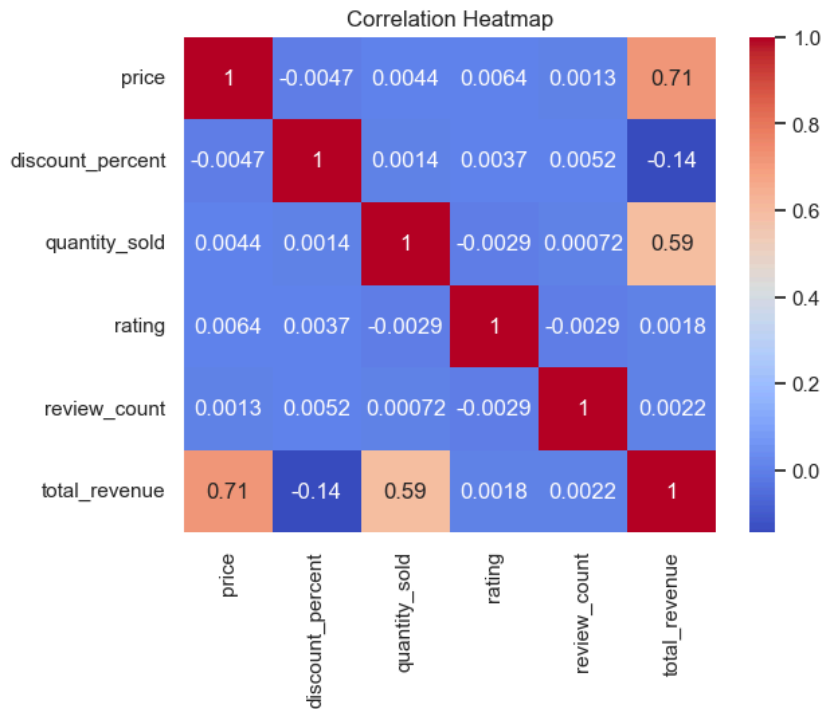 Correlation Heatmap
price 1 -0.0047 0.0044 0.0064 0.0013 0.71
discount_percent -0.0047 1 0.0014 0.0037 0.0052 -0.14
quantity_sold 0.0044 0.0014 1 -0.0029 0.00072 0.59
rating 0.0064 0.0037 -0.0029 1 -0.0029 0.0018
review_count 0.0013 0.0052 0.00072 -0.0029 1 0.0022
total_revenue 0.71 -0.14 0.59 0.0018 0.0022 1
price
discount_percent
quantity_sold
rating
review_count
total_revenue
1.0
0.8
0.6
0.4
0.2
0.0